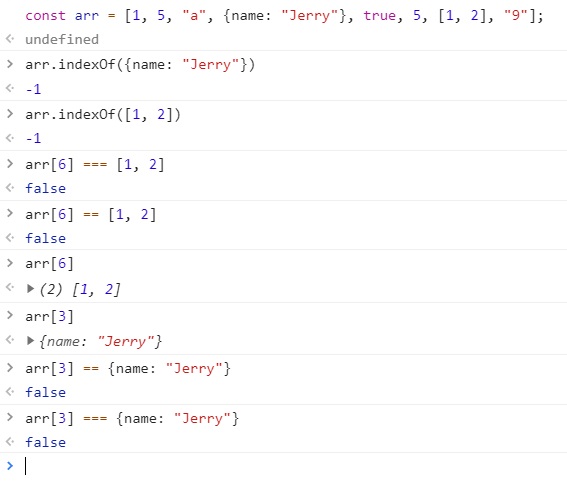 const arr = [1, 5, "a", {name: "Jerry"}, true, 5, [1, 2], "9"];
undefined
arr.indexOf({name: "Jerry"})
-1
arr.indexOf([1, 2])
-1
arr[6] === [1, 2]
false
arr[6] == [1, 2]
false
arr[6]
(2) [1, 2]
arr[3]
{name: "Jerry"}
arr[3] == {name: "Jerry"}
false
arr[3] === {name: "Jerry"}
false